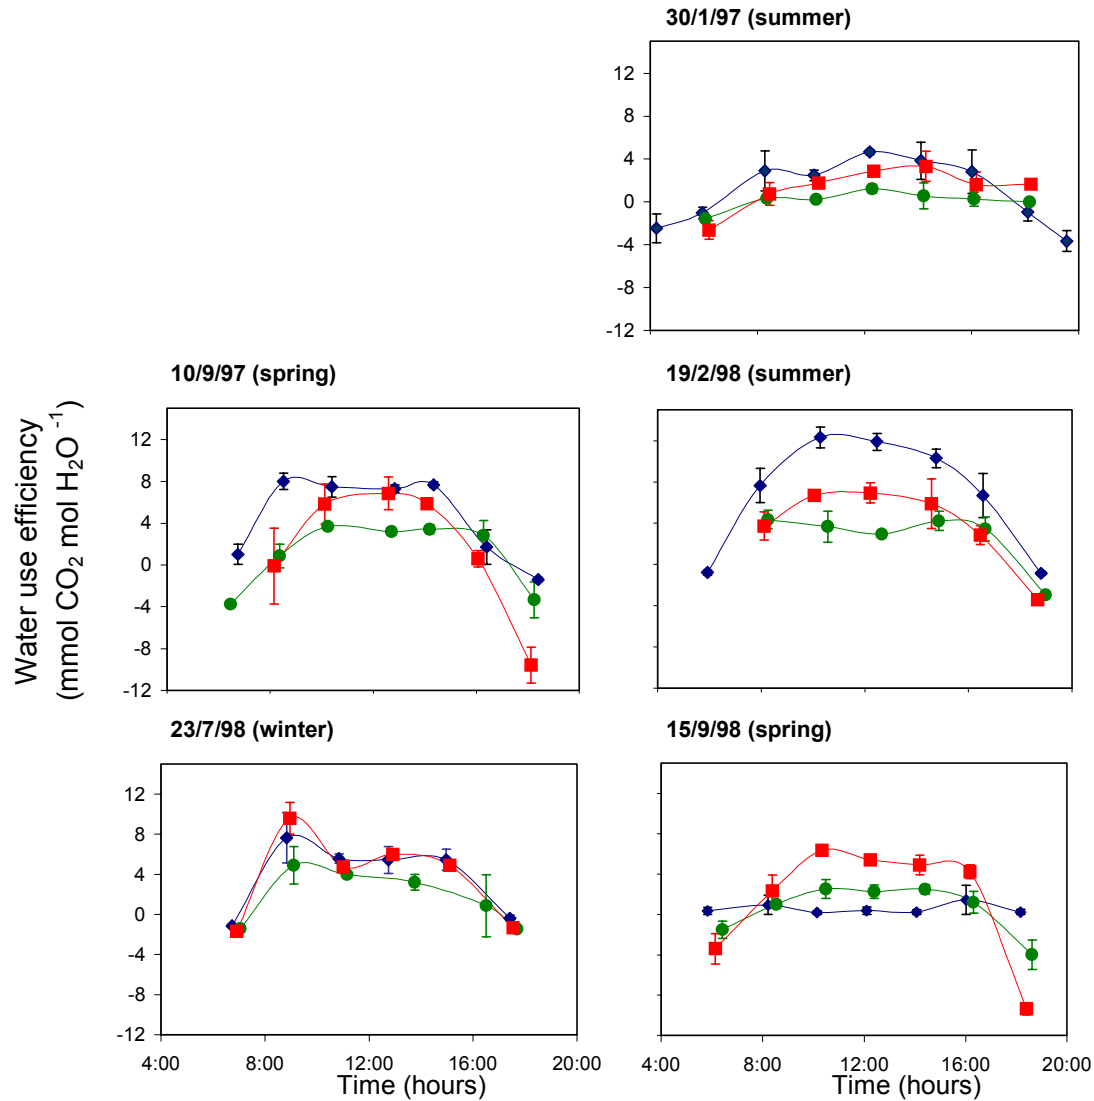 30/1/97 (summer)
12
8
4
0
-4
-8
-12
10/9/97 (spring)
19/2/98 (summer)
Water use efficiency
(mmol CO₂ mol H₂O⁻¹)
12
8
4
0
-4
-8
-12
23/7/98 (winter)
15/9/98 (spring)
12
8
4
0
-4
-8
-12
4:00 8:00 12:00 16:00 20:00
4:00 8:00 12:00 16:00 20:00
Time (hours)
Time (hours)